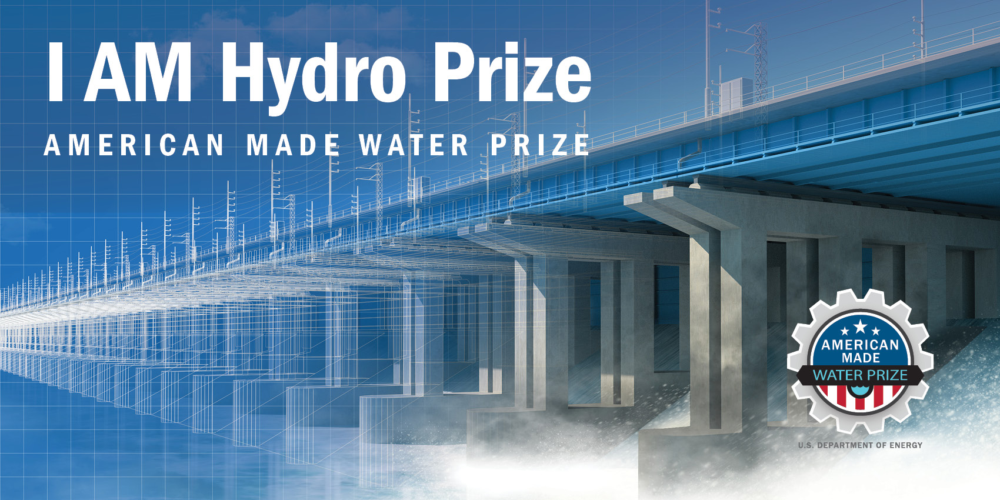 I AM Hydro Prize
AMERICAN MADE WATER PRIZE
AMERICAN
MADE
WATER PRIZE
U.S. DEPARTMENT OF ENERGY